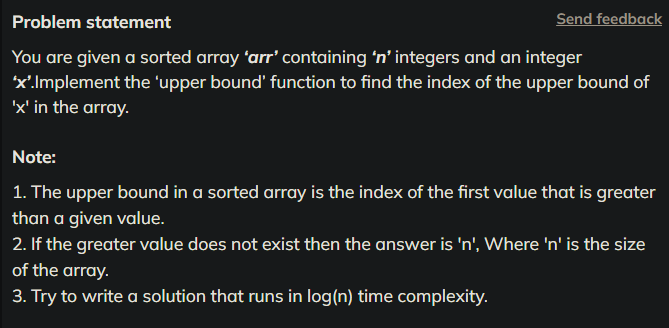 Problem statement
Send feedback
You are given a sorted array ‘arr’ containing ‘n’ integers and an integer
‘x’.Implement the ‘upper bound’ function to find the index of the upper bound of
'x' in the array.
Note:
1. The upper bound in a sorted array is the index of the first value that is greater
than a given value.
2. If the greater value does not exist then the answer is 'n', Where 'n' is the size
of the array.
3. Try to write a solution that runs in log(n) time complexity.